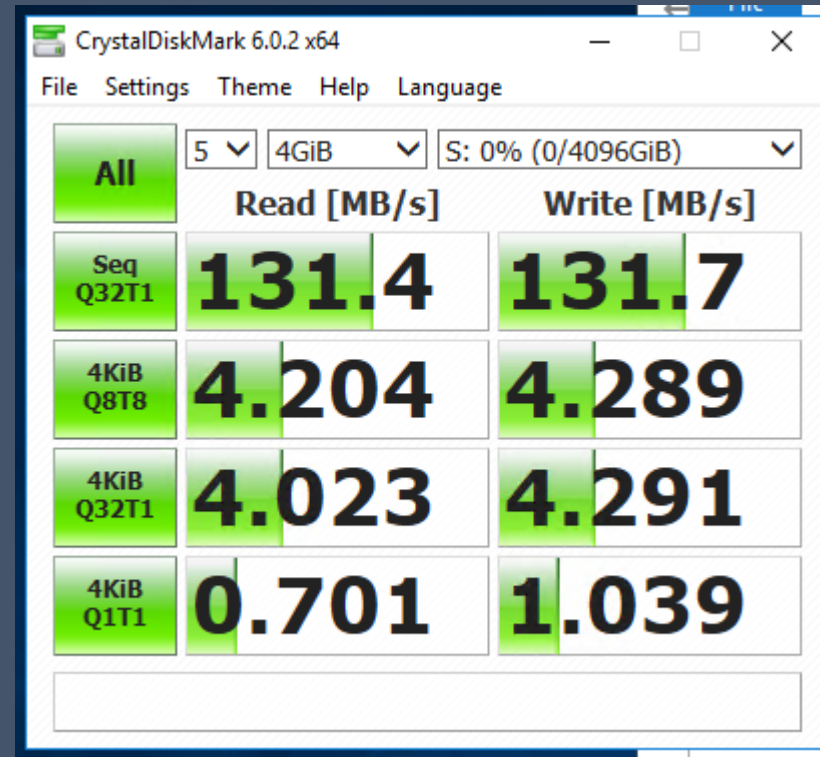 CrystalDiskMark 6.0.2 x64
File Settings Theme Help Language
All 5 4GiB S: 0% (0/4096GiB)
Read [MB/s] Write [MB/s]
Seq
Q32T1 131.4 131.7
4KiB
Q8T8 4.204 4.289
4KiB
Q32T1 4.023 4.291
4KiB
Q1T1 0.701 1.039